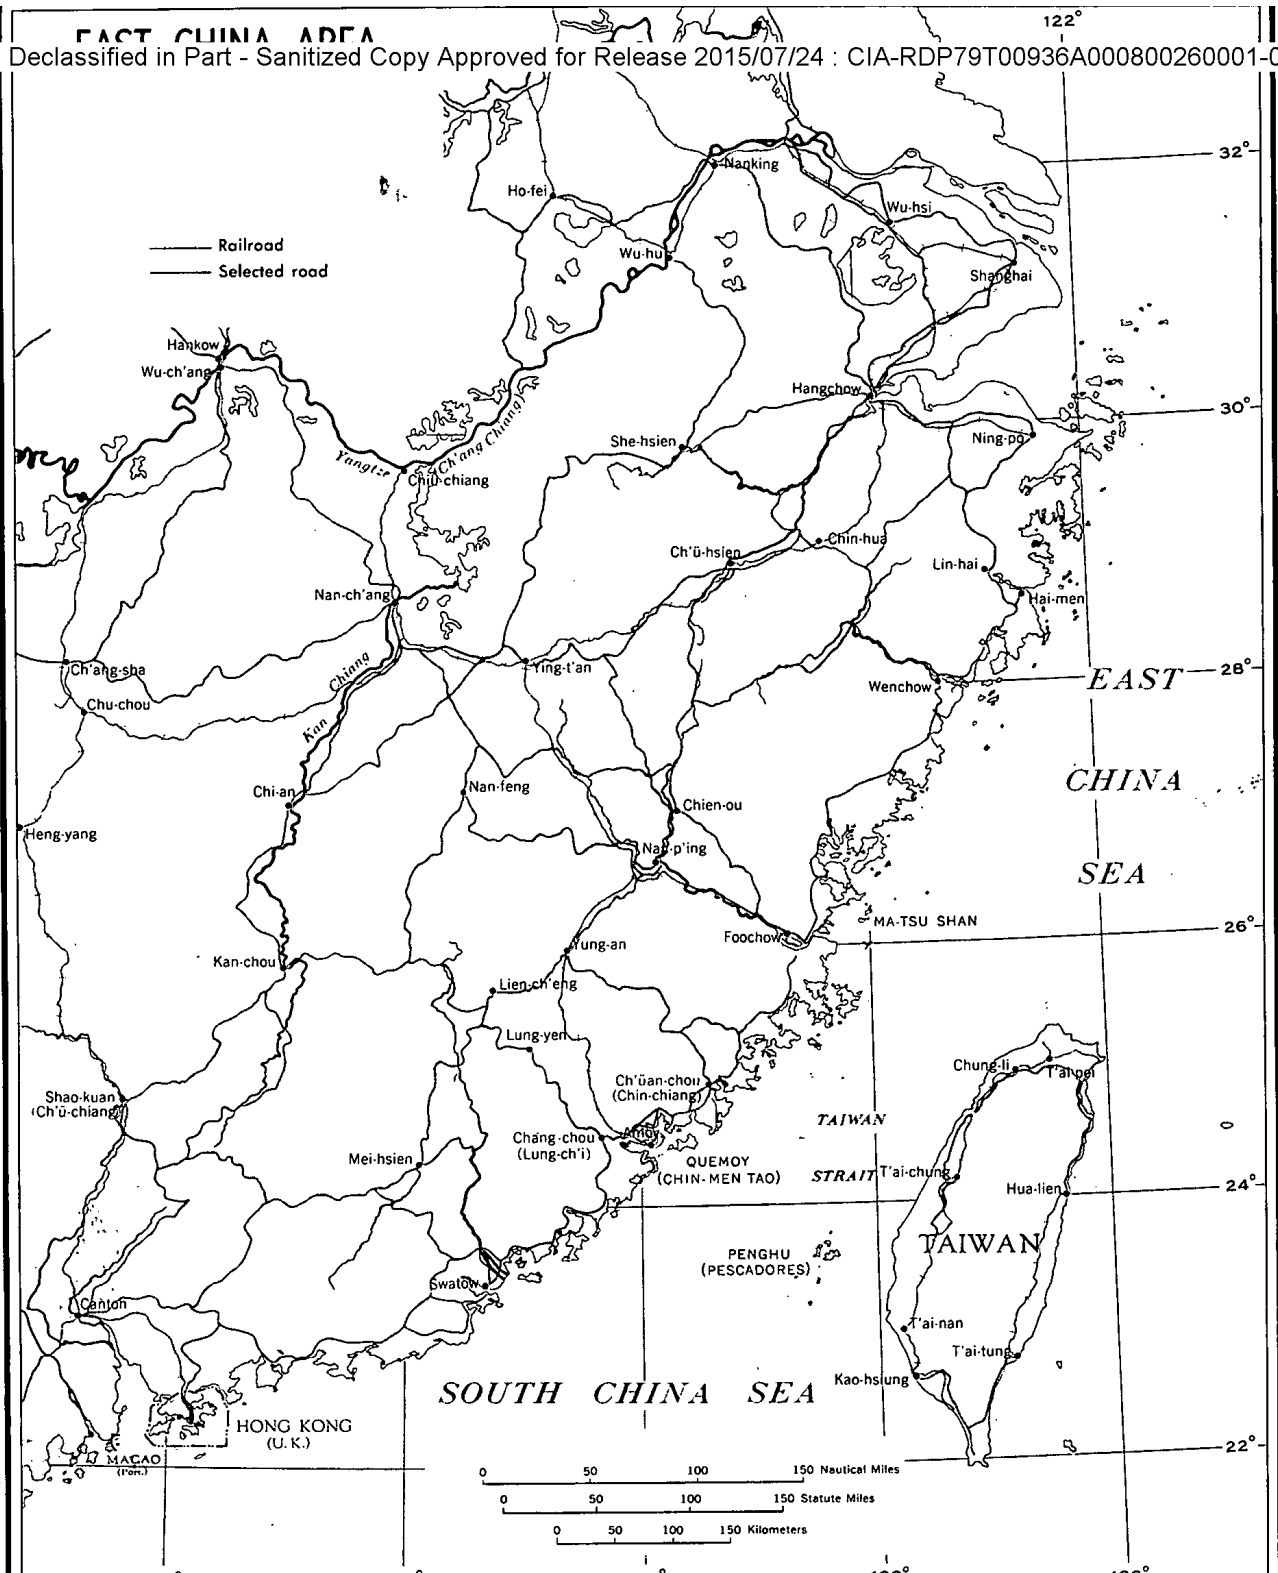 EAST CHINA AREA
Declassified in Part - Sanitized Copy Approved for Release 2015/07/24 : CIA-RDP79T00936A000800260001-0
122°
32°
Nanking
Ho-fei
Wu-hsi
Railroad
Wu-hu
Selected road
Shanghai
Hankow
Wu-ch'ang
Hangchow
30°
She-hsien
Ning-po
Yangtze
(Ch'ang Chiang)
Chiu-chiang
Ch'ü-hsien
Chin-hua
Lin-hai
Nan-ch'ang
Hai-men
Ch'ang-sha
Chiang
Ying-t'an
28°
EAST
Wenchow
Chu-chou
Kan
CHINA
Chi-an
Nan-feng
Chien-ou
Heng-yang
Nan-p'ing
SEA
MA-TSU SHAN
26°
Foochow
Yung-an
Kan-chou
Lien-ch'eng
Lung-yen
Chung-li
T'ai-pei
Ch'üan-chou
(Chin-chiang)
Shao-kuan
(Ch'ü-chiang)
TAIWAN
Chang-chou
(Lung-ch'i)
Amoy
Mei-hsien
QUEMOY
(CHIN-MEN TAO)
STRAIT
T'ai-chung
24°
Hua-lien
TAIWAN
PENGHU
(PESCADORES)
Swatow
Canton
T'ai-nan
T'ai-tung
Kao-hsiung
SOUTH CHINA SEA
HONG KONG
(U.K.)
22°
MACAO
(Port.)
0 50 100 150 Nautical Miles
0 50 100 150 Statute Miles
0 50 100 150 Kilometers